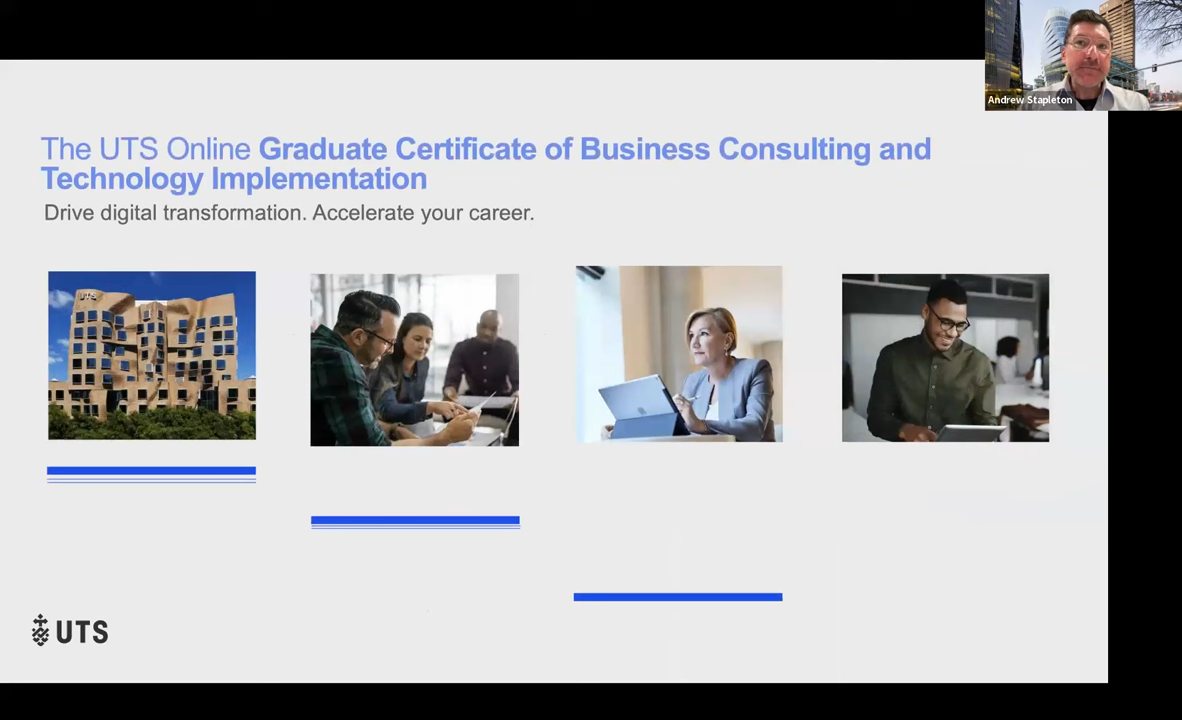 Andrew Stapleton
The UTS Online Graduate Certificate of Business Consulting and
Technology Implementation
Drive digital transformation. Accelerate your career.
UTS
UTS